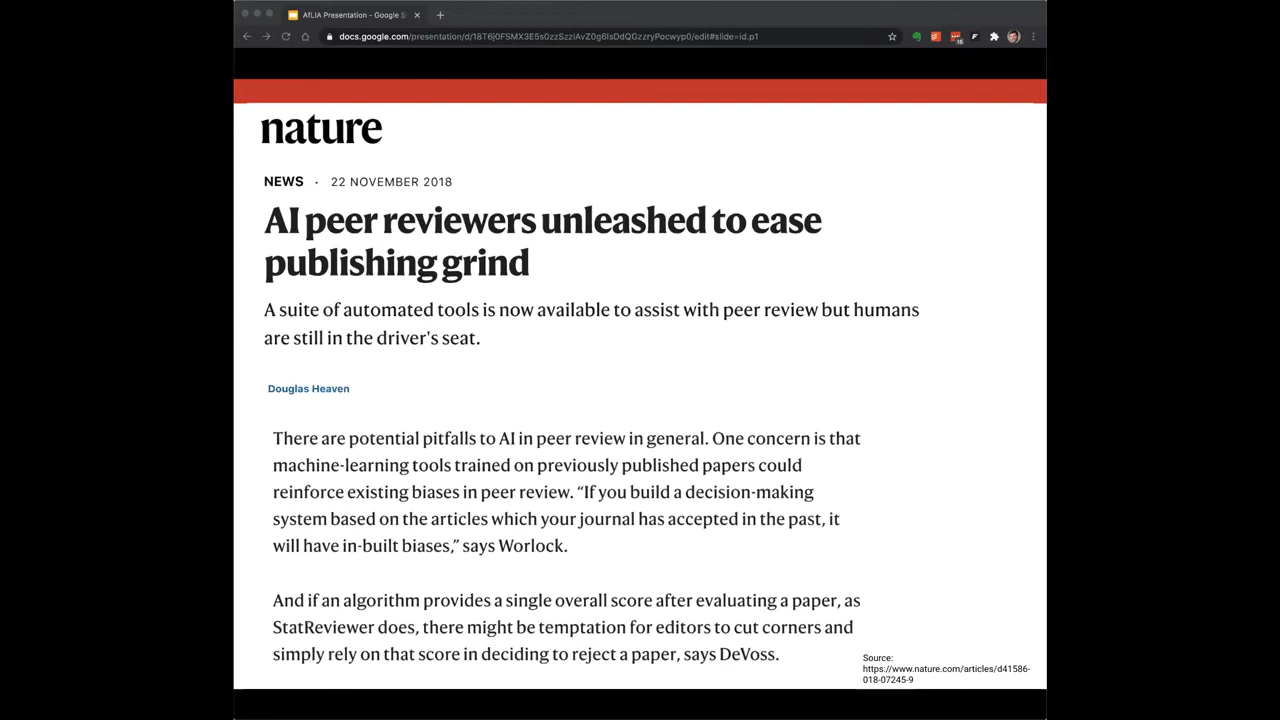 AfLIA Presentation - Google S
docs.google.com/presentation/d/18T6j0FSMX3E5s0zzSzziAvZ0g6IsDdQGzzryPocwyp0/edit#slide=id.p1
nature
NEWS · 22 NOVEMBER 2018
AI peer reviewers unleashed to ease
publishing grind
A suite of automated tools is now available to assist with peer review but humans
are still in the driver's seat.
Douglas Heaven
There are potential pitfalls to AI in peer review in general. One concern is that
machine-learning tools trained on previously published papers could
reinforce existing biases in peer review. “If you build a decision-making
system based on the articles which your journal has accepted in the past, it
will have in-built biases,” says Worlock.
And if an algorithm provides a single overall score after evaluating a paper, as
StatReviewer does, there might be temptation for editors to cut corners and
simply rely on that score in deciding to reject a paper, says DeVoss.
Source:
https://www.nature.com/articles/d41586-
018-07245-9